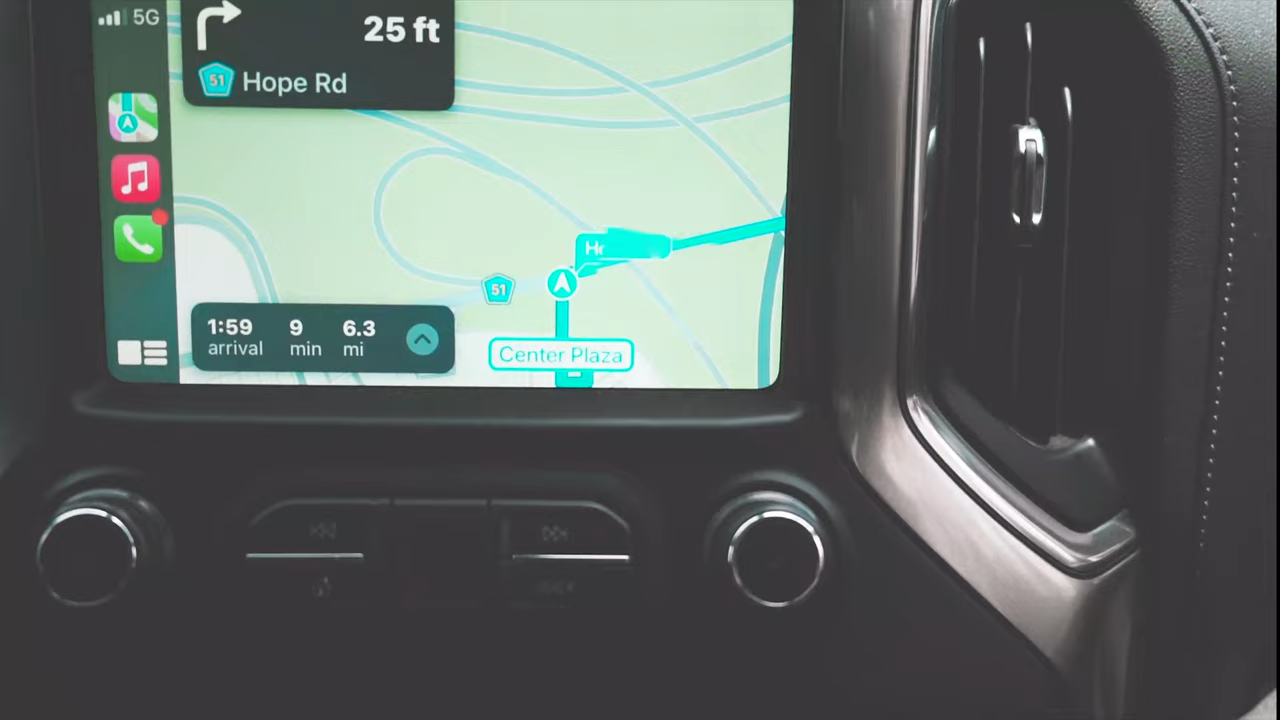 5G
25 ft
51 Hope Rd
51
1:59 9 6.3
arrival min mi
Center Plaza